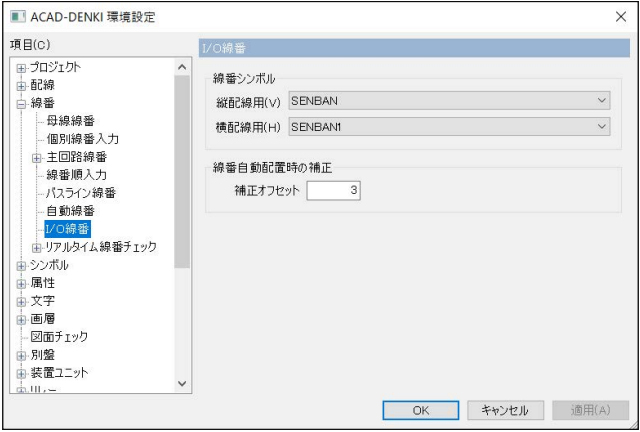 ACAD-DENKI 環境設定
項目(C)
プロジェクト
配線
線番
母線線番
個別線番入力
主回路線番
線番順入力
バスライン線番
自動線番
I/O線番
リアルタイム線番チェック
シンボル
属性
文字
画層
図面チェック
別盤
装置ユニット
リレー
I/O線番
線番シンボル
縦配線用(V) SENBAN
横配線用(H) SENBAN1
線番自動配置時の補正
補正オフセット 3
OK キャンセル 適用(A)